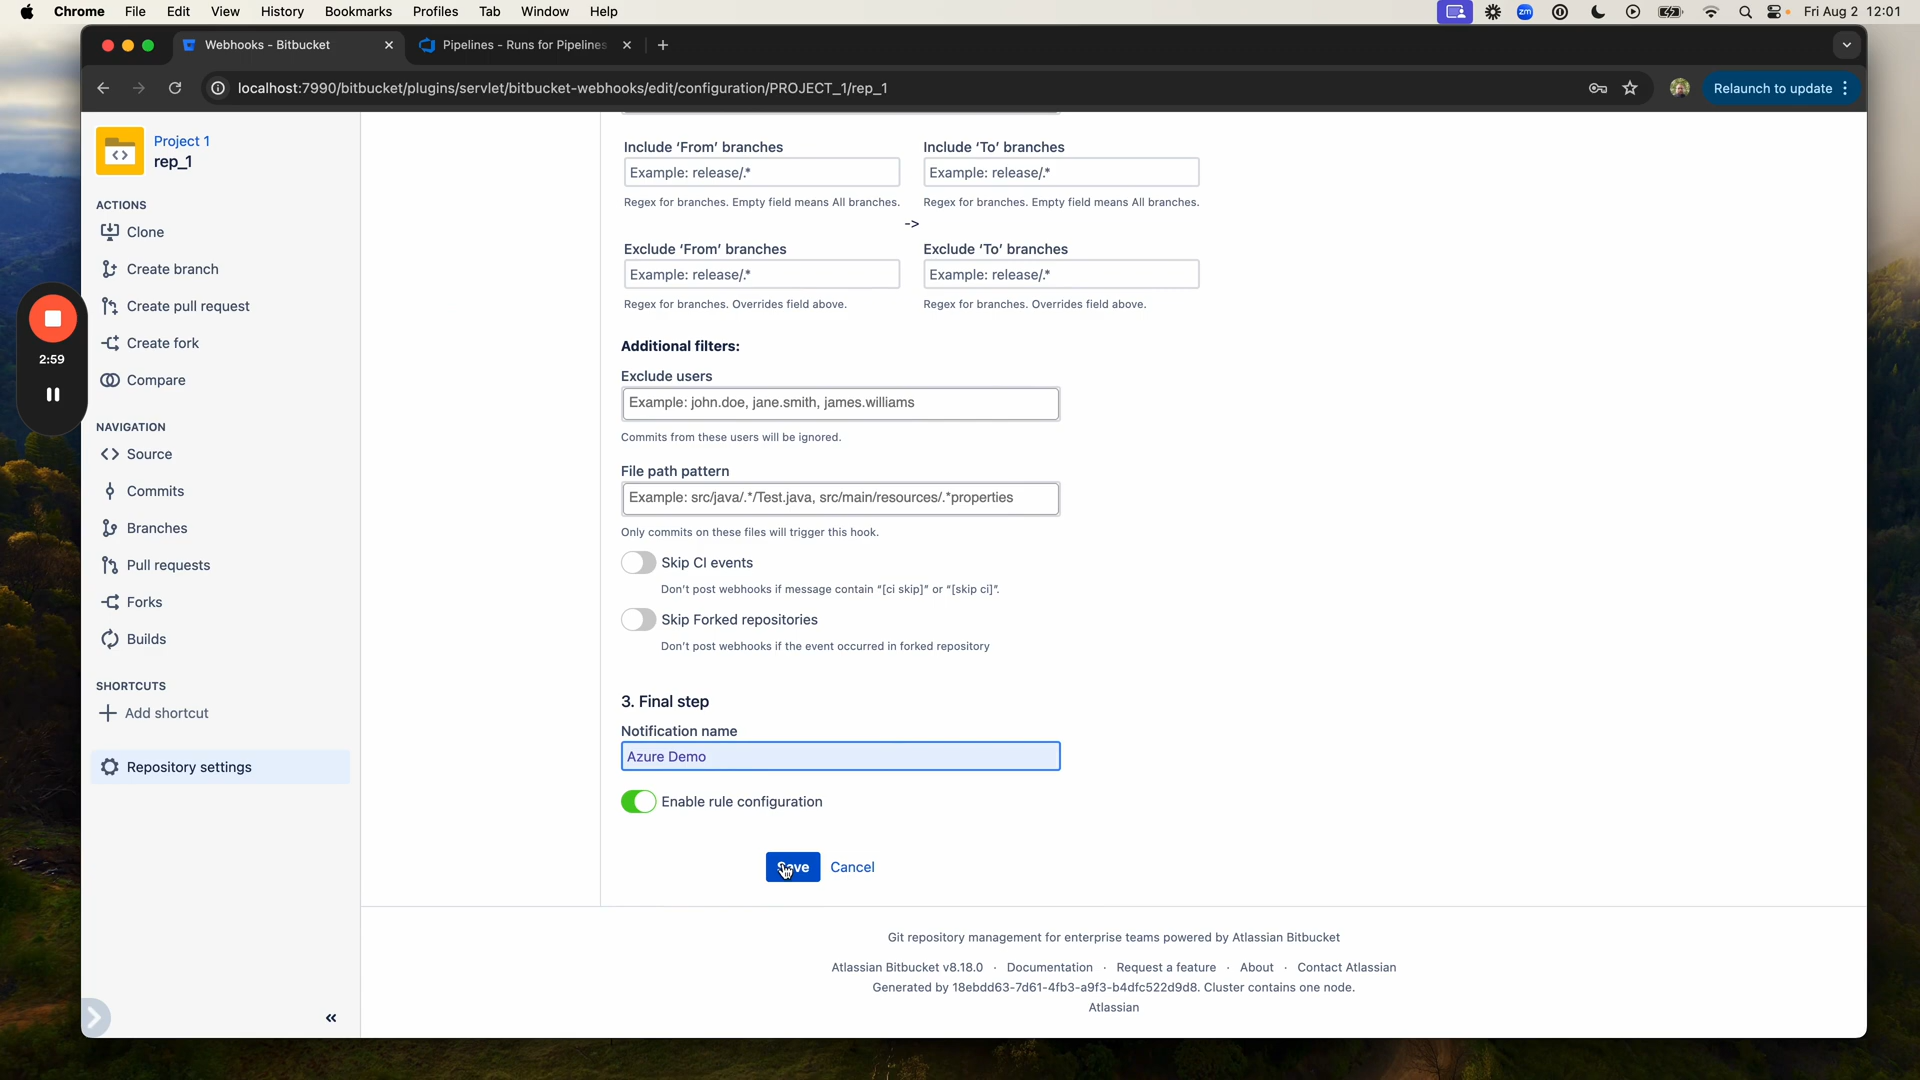 Chrome File Edit View History Bookmarks Profiles Tab Window Help
zm
Fri Aug 2 12:01
Webhooks - Bitbucket
Pipelines - Runs for Pipelines
localhost:7990/bitbucket/plugins/servlet/bitbucket-webhooks/edit/configuration/PROJECT_1/rep_1
Relaunch to update
Project 1
rep_1
ACTIONS
Clone
Create branch
Create pull request
Create fork
Compare
NAVIGATION
Source
Commits
Branches
Pull requests
Forks
Builds
SHORTCUTS
Add shortcut
Repository settings
2:59
Include ‘From’ branches
Include ‘To’ branches
Example: release/.*
Example: release/.*
Regex for branches. Empty field means All branches.
Regex for branches. Empty field means All branches.
->
Exclude ‘From’ branches
Exclude ‘To’ branches
Example: release/.*
Example: release/.*
Regex for branches. Overrides field above.
Regex for branches. Overrides field above.
Additional filters:
Exclude users
Example: john.doe, jane.smith, james.williams
Commits from these users will be ignored.
File path pattern
Example: src/java/.*/Test.java, src/main/resources/.*properties
Only commits on these files will trigger this hook.
Skip CI events
Don’t post webhooks if message contain “[ci skip]” or “[skip ci]”.
Skip Forked repositories
Don’t post webhooks if the event occurred in forked repository
3. Final step
Notification name
Azure Demo
Enable rule configuration
Save
Cancel
Git repository management for enterprise teams powered by Atlassian Bitbucket
Atlassian Bitbucket v8.18.0 · Documentation · Request a feature · About · Contact Atlassian
Generated by 18ebdd63-7d61-4fb3-a9f3-b4dfc522d9d8. Cluster contains one node.
Atlassian